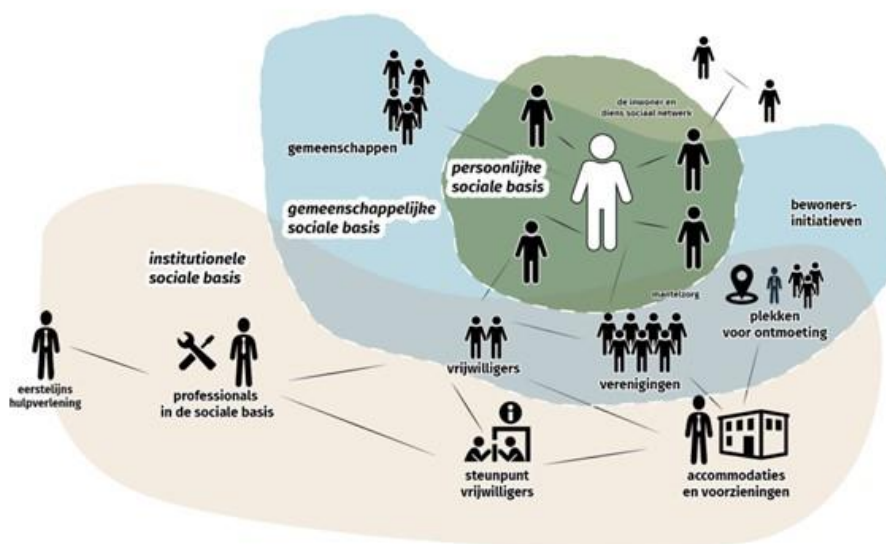 de inwoner en
diens sociaal netwerk
gemeenschappen
persoonlijke
sociale basis
gemeenschappelijke
sociale basis
bewoners-
initiatieven
institutionele
sociale basis
mantelzorg
plekken
voor ontmoeting
vrijwilligers
verenigingen
eerstelijns
hulpverlening
professionals
in de sociale basis
steunpunt
vrijwilligers
accommodaties
en voorzieningen